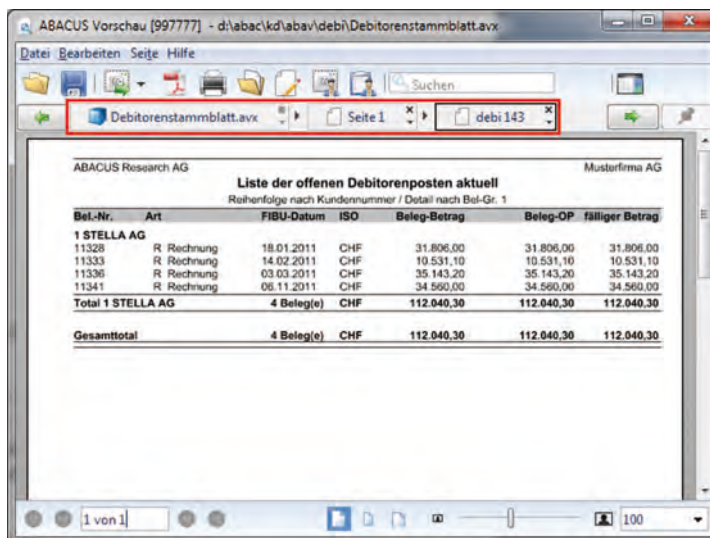 ABACUS Vorschau [997777] - d:\abac\kd\abav\debi\Debitorenstammblatt.avx
Datei Bearbeiten Seite Hilfe
Suchen
Debitorenstammblatt.avx Seite 1 debi 143
ABACUS Research AG Musterfirma AG
Liste der offenen Debitorenposten aktuell
Reihenfolge nach Kundennummer / Detail nach Bel-Gr. 1
Bel.-Nr. Art FIBU-Datum ISO Beleg-Betrag Beleg-OP fälliger Betrag
1 STELLA AG
11328 R Rechnung 18.01.2011 CHF 31.806,00 31.806,00 31.806,00
11333 R Rechnung 14.02.2011 CHF 10.531,10 10.531,10 10.531,10
11336 R Rechnung 03.03.2011 CHF 35.143,20 35.143,20 35.143,20
11341 R Rechnung 06.11.2011 CHF 34.560,00 34.560,00 34.560,00
Total 1 STELLA AG 4 Beleg(e) CHF 112.040,30 112.040,30 112.040,30
Gesamttotal 4 Beleg(e) CHF 112.040,30 112.040,30 112.040,30
1 von 1 100